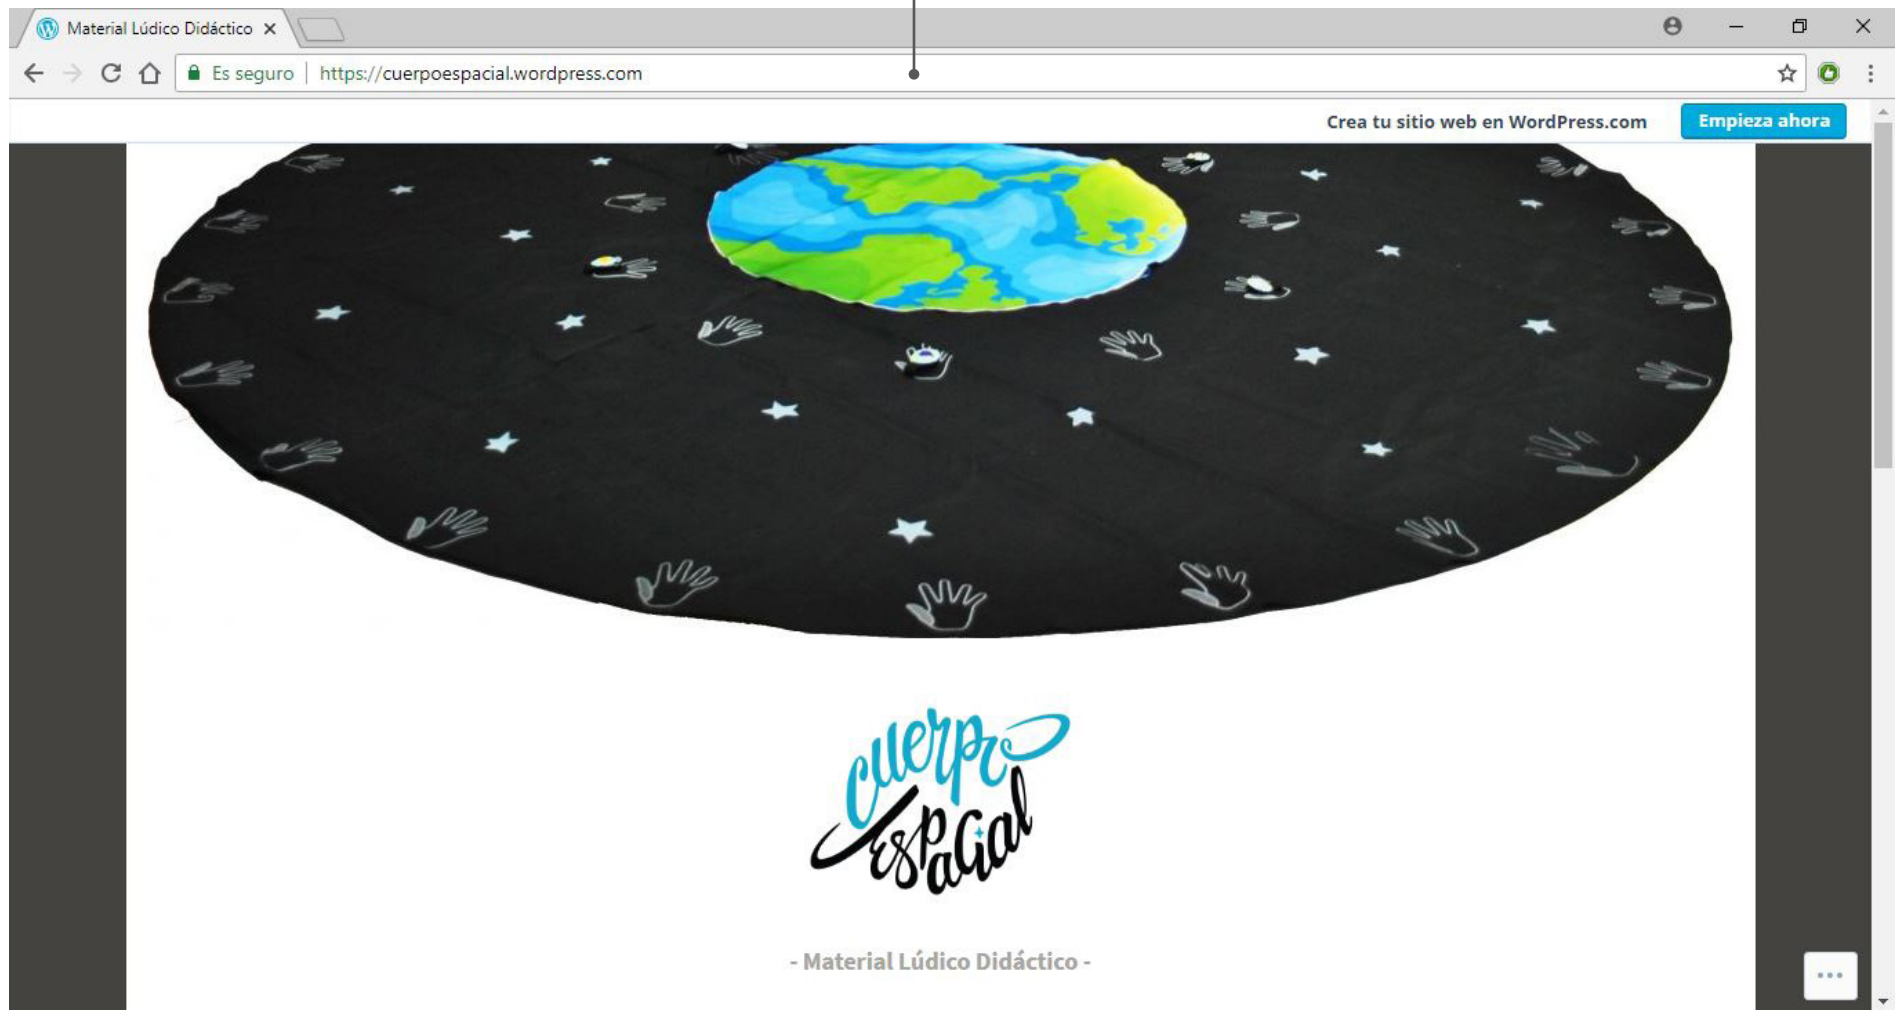 Material Lúdico Didáctico
Es seguro | https://cuerpoespacial.wordpress.com
Crea tu sitio web en WordPress.com
Empieza ahora
cuerpo
espacial
- Material Lúdico Didáctico -